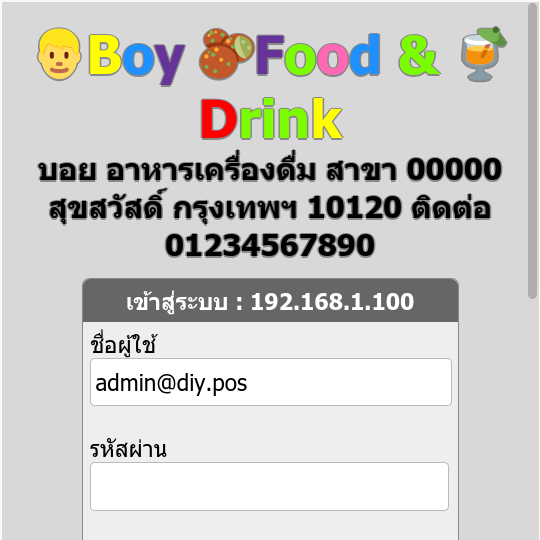 Boy Food &
Drink
บอย อาหารเครื่องดื่ม สาขา 00000
สุขสวัสดิ์ กรุงเทพฯ 10120 ติดต่อ
01234567890
เข้าสู่ระบบ : 192.168.1.100
ชื่อผู้ใช้
admin@diy.pos
รหัสผ่าน